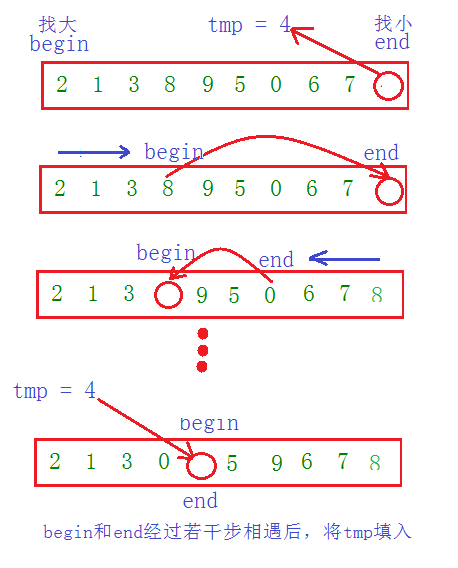 找大 tmp = 4 找小
begin end
2 1 3 8 9 5 0 6 7
begin end
2 1 3 8 9 5 0 6 7
begin end
2 1 3 9 5 0 6 7 8
tmp = 4
begin
2 1 3 0 5 9 6 7 8
end
begin和end经过若干步相遇后，将tmp填入